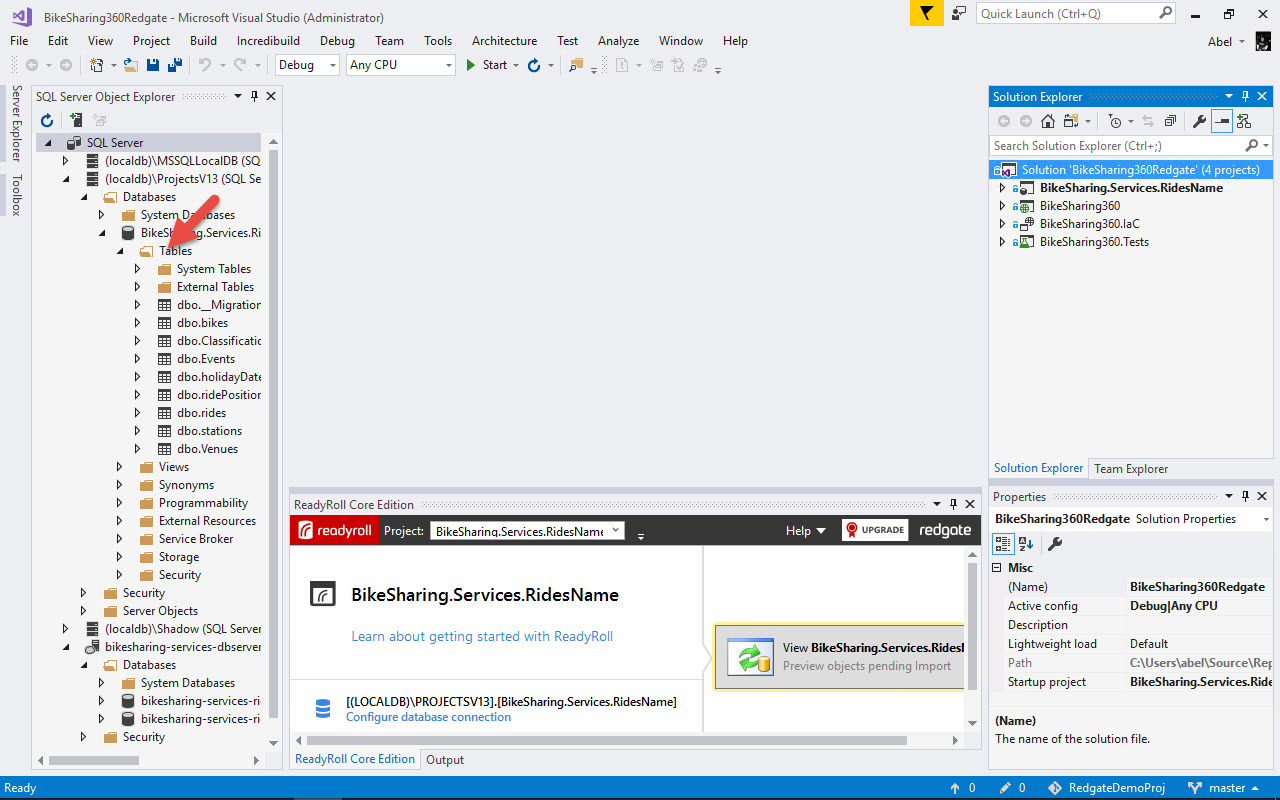 BikeSharing360Redgate - Microsoft Visual Studio (Administrator)
Quick Launch (Ctrl+Q)
File Edit View Project Build Incredibuild Debug Team Tools Architecture Test Analyze Window Help
Abel
Debug Any CPU Start
Server Explorer
Toolbox
SQL Server Object Explorer
SQL Server
(localdb)\MSSQLLocalDB (SQ
(localdb)\ProjectsV13 (SQL Se
Databases
System Databases
BikeSharing.Services.Ri
Tables
System Tables
External Tables
dbo.__Migration
dbo.bikes
dbo.Classificatic
dbo.Events
dbo.holidayDate
dbo.ridePosition
dbo.rides
dbo.stations
dbo.Venues
Views
Synonyms
Programmability
External Resources
Service Broker
Storage
Security
Security
Server Objects
(localdb)\Shadow (SQL Server
bikesharing-services-dbserver
Databases
System Databases
bikesharing-services-ri
bikesharing-services-ri
Security
ReadyRoll Core Edition
readyroll Project: BikeSharing.Services.RidesName Help UPGRADE redgate
BikeSharing.Services.RidesName
Learn about getting started with ReadyRoll
[(LOCALDB)\PROJECTSV13].[BikeSharing.Services.RidesName]
Configure database connection
View BikeSharing.Services.Rides
Preview objects pending Import
ReadyRoll Core Edition Output
Solution Explorer
Search Solution Explorer (Ctrl+;)
Solution 'BikeSharing360Redgate' (4 projects)
BikeSharing.Services.RidesName
BikeSharing360
BikeSharing360.IaC
BikeSharing360.Tests
Solution Explorer Team Explorer
Properties
BikeSharing360Redgate Solution Properties
Misc
(Name) BikeSharing360Redgate
Active config Debug|Any CPU
Description
Lightweight load Default
Path C:\Users\abel\Source\Rep
Startup project BikeSharing.Services.Ride
(Name)
The name of the solution file.
Ready 0 0 RedgateDemoProj master